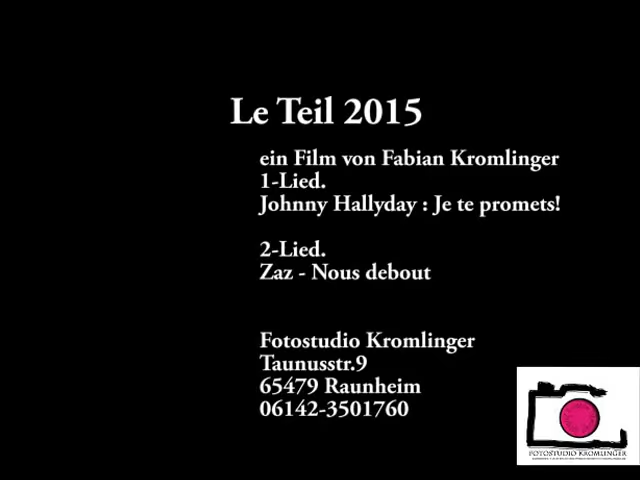 Le Teil 2015
ein Film von Fabian Kromlinger
1-Lied.
Johnny Hallyday : Je te promets!
2-Lied.
Zaz - Nous debout
Fotostudio Kromlinger
Taunusstr.9
65479 Raunheim
06142-3501760
FOTOSTUDIO KROMLINGER